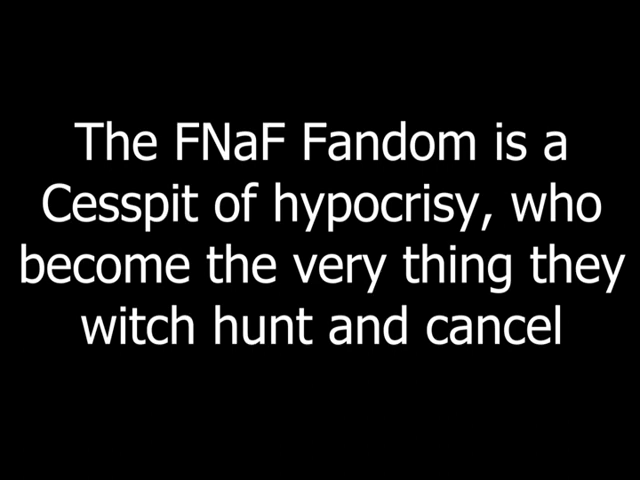 The FNaF Fandom is a
Cesspit of hypocrisy, who
become the very thing they
witch hunt and cancel